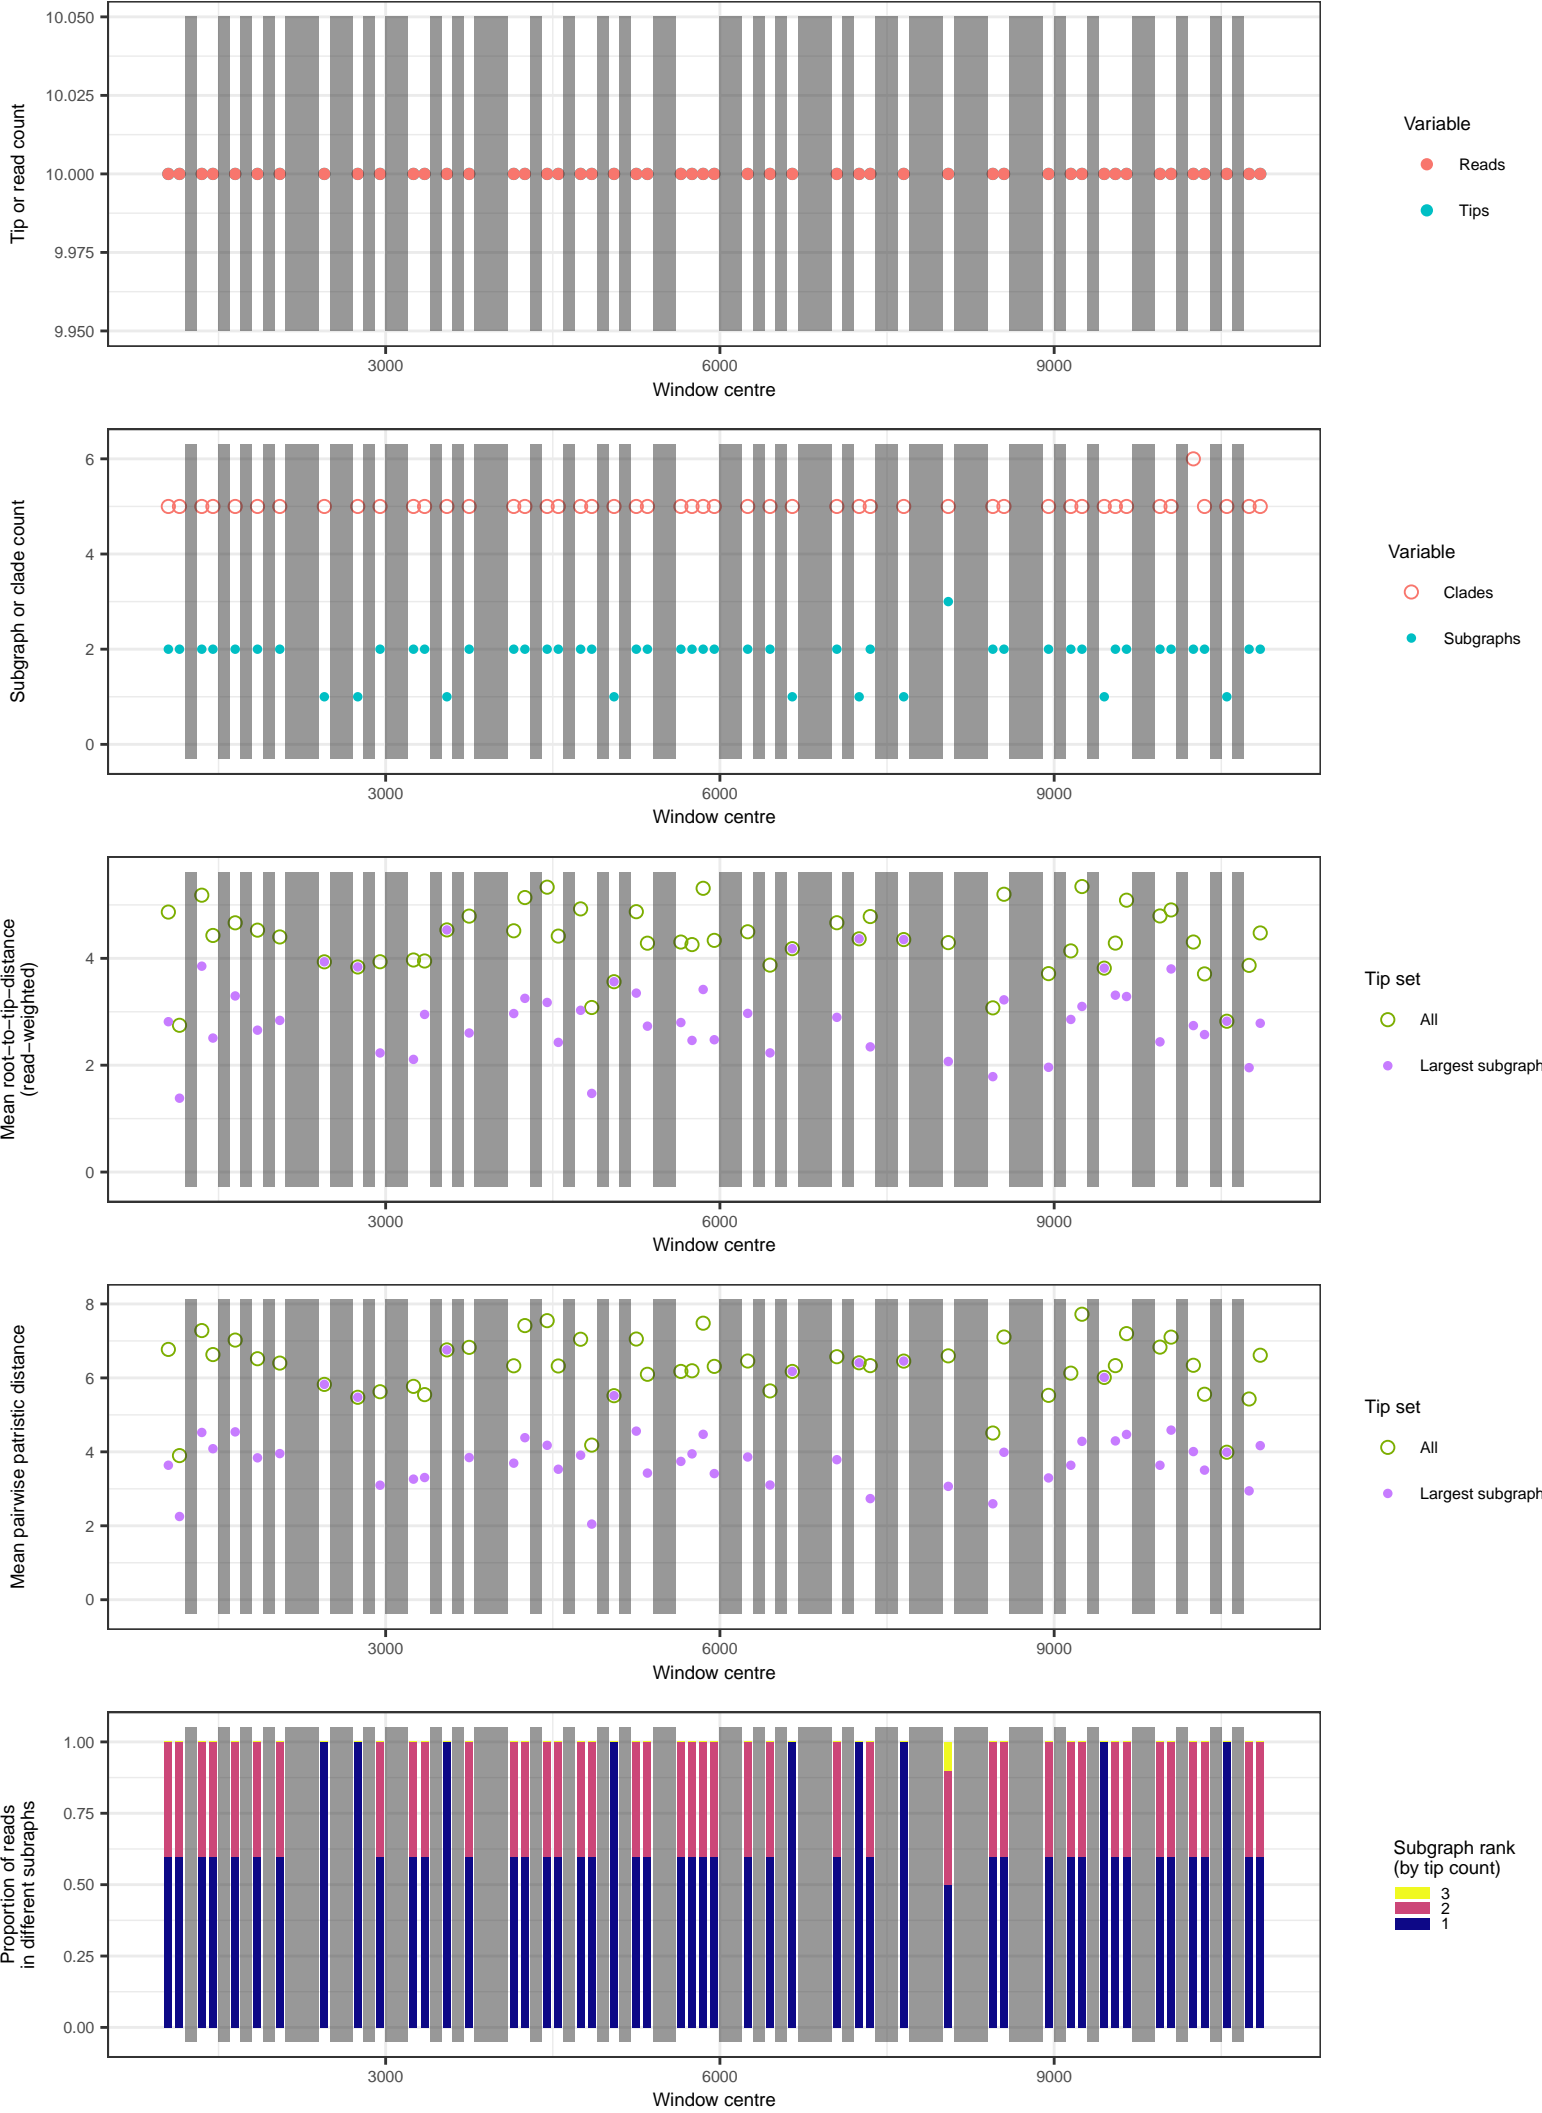 10.050
10.025
10.000
9.975
9.950
Tip or read count
3000
6000
9000
Window centre
Variable
Reads
Tips
6
4
2
0
Subgraph or clade count
3000
6000
9000
Window centre
Variable
Clades
Subgraphs
4
2
0
Mean root−to−tip−distance
(read−weighted)
3000
6000
9000
Window centre
Tip set
All
Largest subgraph
8
6
4
2
0
Mean pairwise patristic distance
3000
6000
9000
Window centre
Tip set
All
Largest subgraph
1.00
0.75
0.50
0.25
0.00
Proportion of reads
in different subraphs
3000
6000
9000
Window centre
Subgraph rank
(by tip count)
3
2
1